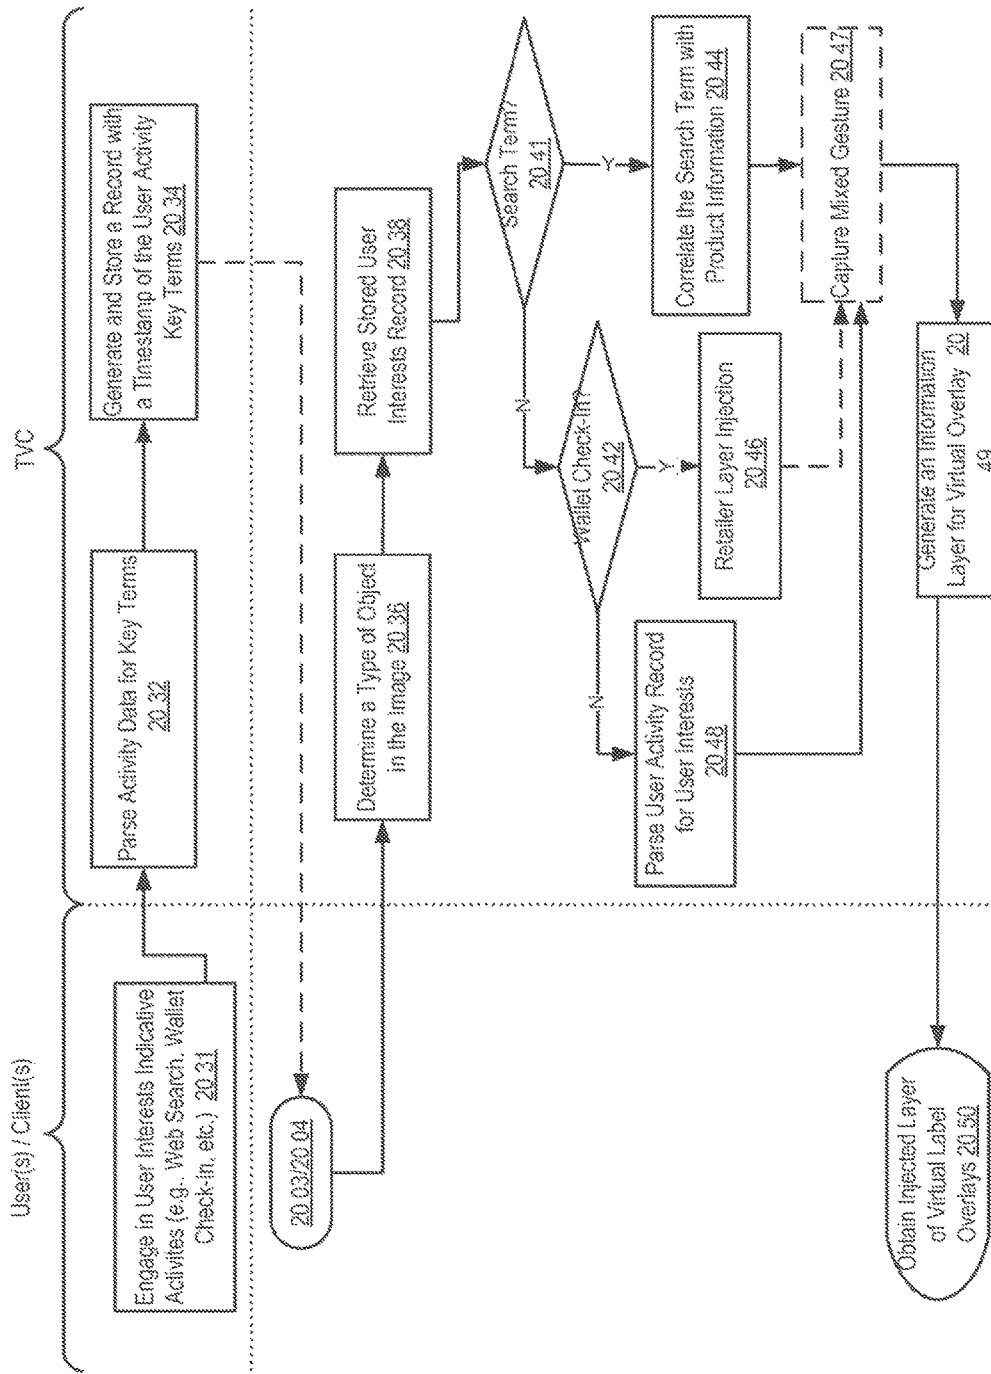 User(s) / Client(s)
TVC
Engage in User Interests Indicative
Activites (e.g., Web Search, Wallet
Check-In, etc.) 20 31
Parse Activity Data for Key Terms
20 32
Generate and Store a Record with
a Timestamp of the User Activity
Key Terms 20 34
20 03/20 04
Determine a Type of Object
in the Image 20 36
Retrieve Stored User
Interests Record 20 38
Search Term?
20 41
N
Y
Wallet Check-In?
20 42
N
Y
Correlate the Search Term with
Product Information 20 44
Parse User Activity Record
for User Interests
20 48
Retailer Layer Injection
20 46
Capture Mixed Gesture 20 47
Generate an Information
Layer for Virtual Overlay 20
49
Obtain Injected Layer
of Virtual Label
Overlays 20 50